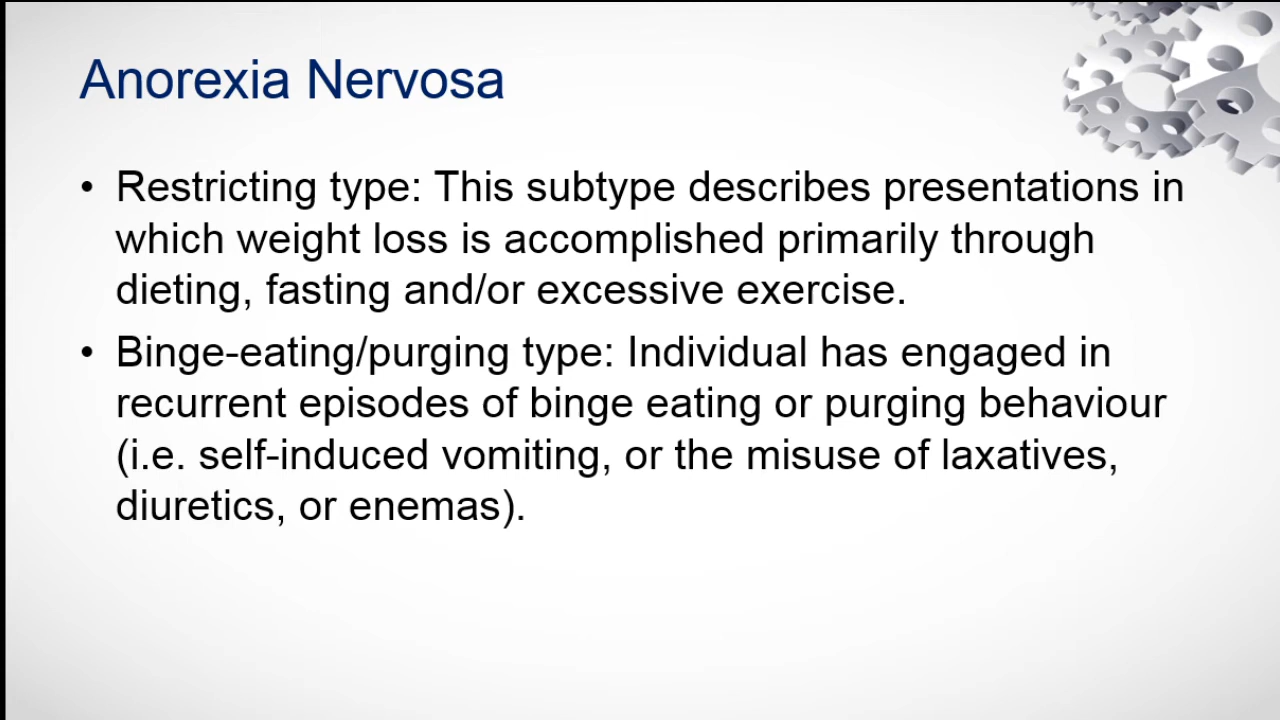 Anorexia Nervosa
• Restricting type: This subtype describes presentations in
which weight loss is accomplished primarily through
dieting, fasting and/or excessive exercise.
• Binge-eating/purging type: Individual has engaged in
recurrent episodes of binge eating or purging behaviour
(i.e. self-induced vomiting, or the misuse of laxatives,
diuretics, or enemas).